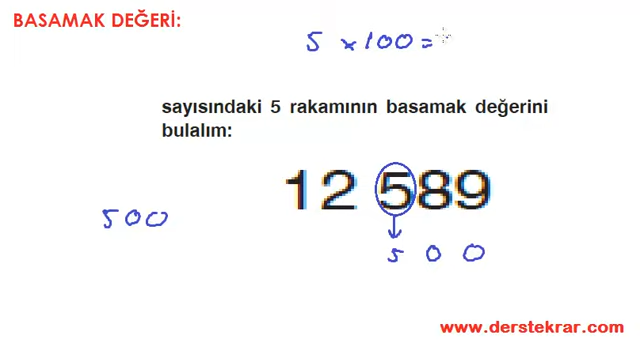 BASAMAK DEĞERİ:
5 x 100 =
sayısındaki 5 rakamının basamak değerini
bulalım:
12 589
500
5 0 0
www.derstekrar.com